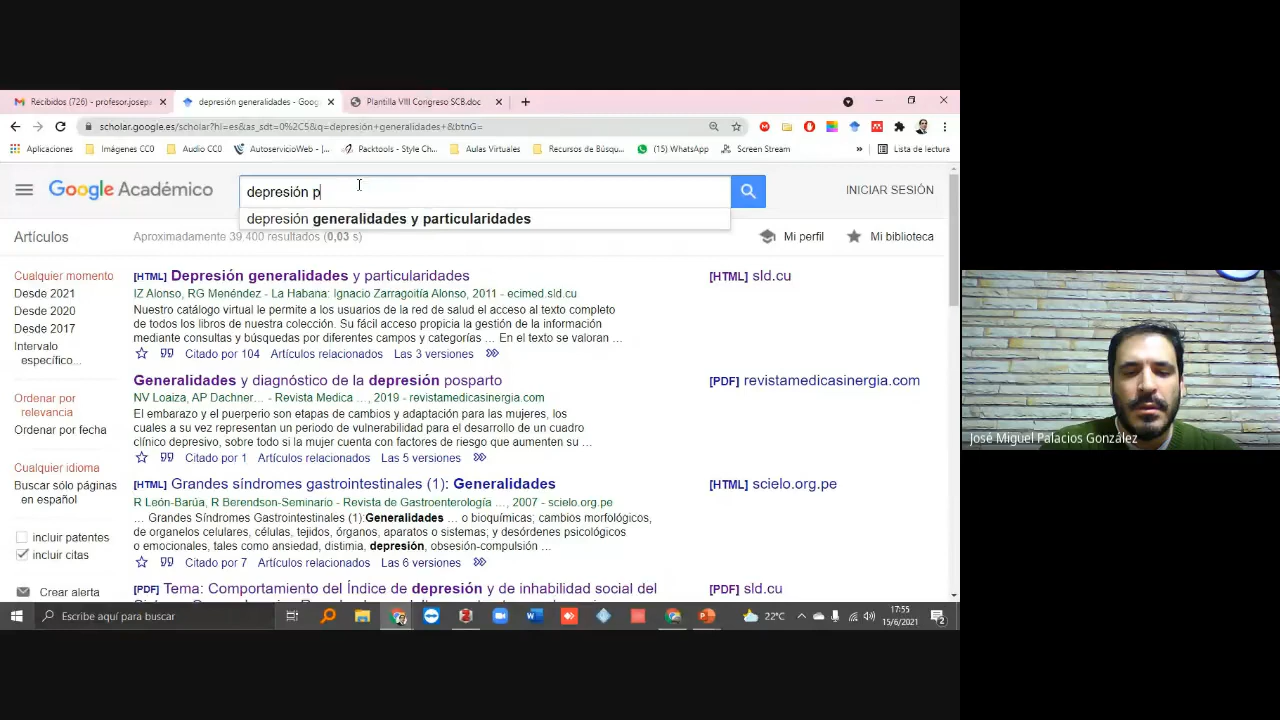 Recibidos (726) - profesor.josepa
depresión generalidades - Goog
Plantilla VIII Congreso SCB.doc
scholar.google.es/scholar?hl=es&as_sdt=0%2C5&q=depresión+generalidades+&btnG=
Aplicaciones
Imágenes CC0
Audio CC0
AutoservicioWeb - J...
Packtools - Style Ch...
Aulas Virtuales
Recursos de Búsqu...
(15) WhatsApp
Screen Streamy
»
Lista de lectura
Google Académico
depresión p
INICIAR SESIÓN
depresión generalidades y particularidades
Artículos
Aproximadamente 39.400 resultados (0,03 s)
Mi perfil
Mi biblioteca
Cualquier momento
Desde 2021
Desde 2020
Desde 2017
Intervalo
específico...
Ordenar por
relevancia
Ordenar por fecha
Cualquier idioma
Buscar sólo páginas
en español
incluir patentes
incluir citas
Crear alerta
[HTML] Depresión generalidades y particularidades
[HTML] sld.cu
IZ Alonso, RG Menéndez - La Habana: Ignacio Zarragoitía Alonso, 2011 - ecimed.sld.cu
Nuestro catálogo virtual le permite a los usuarios de la red de salud el acceso al texto completo
de todos los libros de nuestra colección. Su fácil acceso propicia la gestión de la información
mediante consultas y búsquedas por diferentes campos y categorías.... En el texto se valoran ...
Citado por 104 Artículos relacionados Las 3 versiones
Generalidades y diagnóstico de la depresión posparto
[PDF] revistamedicasinergia.com
NV Loaiza, AP Dachner... - Revista Medica ..., 2019 - revistamedicasinergia.com
El embarazo y el puerperio son etapas de cambios y adaptación para las mujeres, los
cuales a su vez representan un periodo de vulnerabilidad para el desarrollo de un cuadro
clínico depresivo, sobre todo si la mujer cuenta con factores de riesgo que aumenten su ...
Citado por 1 Artículos relacionados Las 5 versiones
[HTML] Grandes síndromes gastrointestinales (1): Generalidades
[HTML] scielo.org.pe
R León-Barúa, R Berendson-Seminario - Revista de Gastroenterología ..., 2007 - scielo.org.pe
... Grandes Síndromes Gastrointestinales (1):Generalidades ... o bioquímicas; cambios morfológicos,
de organelos celulares, células, tejidos, órganos, aparatos o sistemas; y desórdenes psicológicos
o emocionales, tales como ansiedad, distimia, depresión, obsesión-compulsión ...
Citado por 7 Artículos relacionados Las 6 versiones
[PDF] Tema: Comportamiento del Índice de depresión y de inhabilidad social del
[PDF] sld.cu
Escribe aquí para buscar
22°C
17:55
15/6/2021
2
José Miguel Palacios González